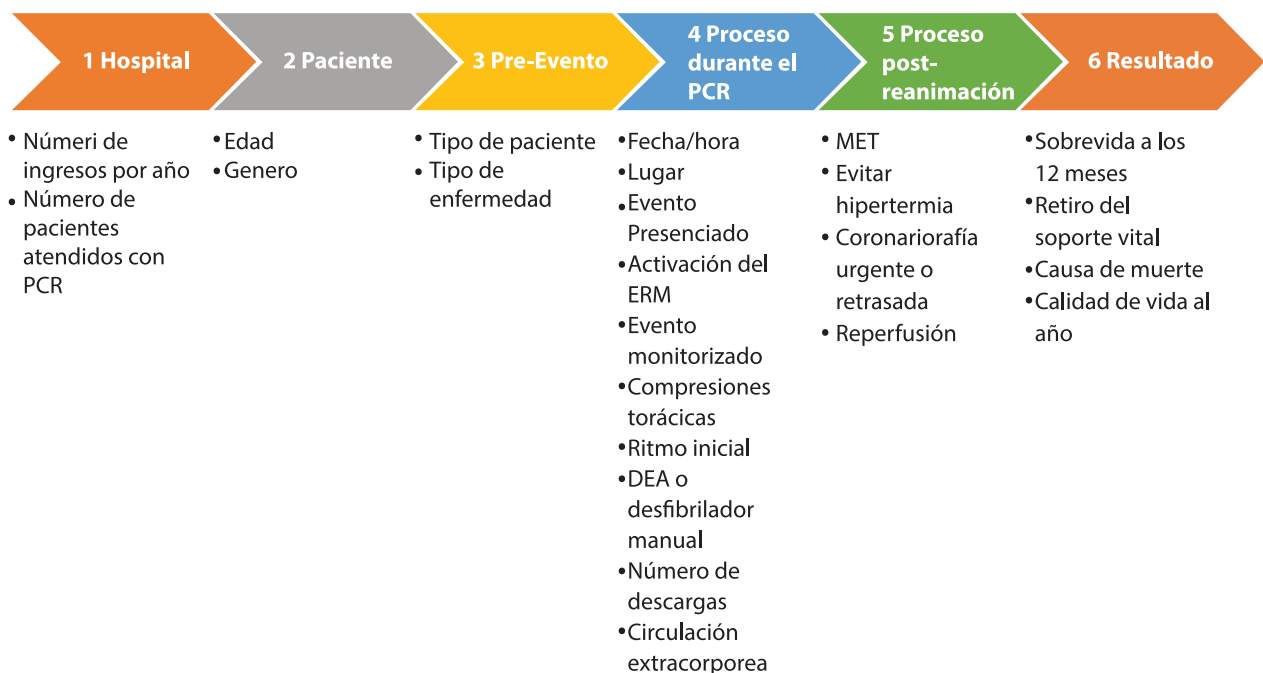 1 Hospital
2 Paciente
3 Pre-Evento
4 Proceso
durante el
PCR
5 Proceso
post-
reanimación
6 Resultado
• Númeri de
ingresos por año
• Número de
pacientes
atendidos con
PCR
• Edad
• Genero
• Tipo de paciente
• Tipo de
enfermedad
• Fecha/hora
• Lugar
• Evento
Presenciado
• Activación del
ERM
• Evento
monitorizado
• Compresiones
torácicas
• Ritmo inicial
• DEA o
desfibrilador
manual
• Número de
descargas
• Circulación
extracorporea
• MET
• Evitar
hipertermia
• Coronariorafía
urgente o
retrasada
• Reperfusión
• Sobrevida a los
12 meses
• Retiro del
soporte vital
• Causa de muerte
• Calidad de vida al
año